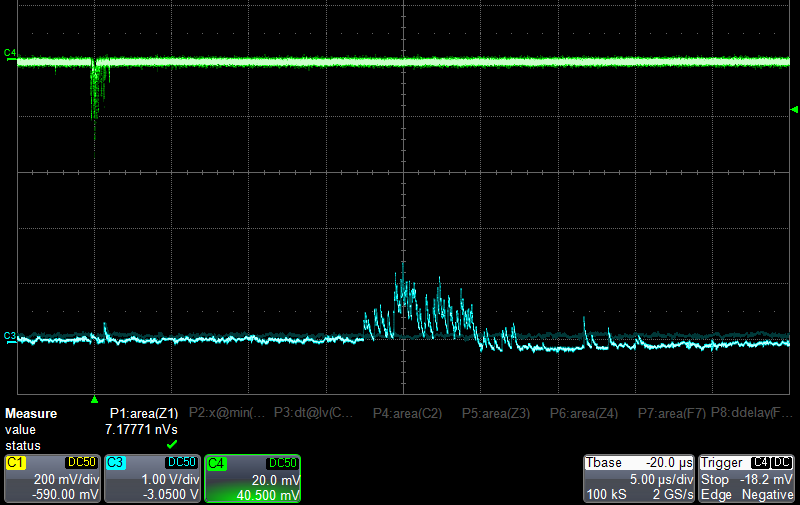 C4
C3
Measure P1:area(Z1) P2:x@min(... P3:dt@lv(C... P4:area(C2) P5:area(Z3) P6:area(Z4) P7:area(F7) P8:ddelay(F...
value 7.17771 nVs
status
C1 DC50 C3 DC50 C4 DC50 Tbase -20.0 µs Trigger C4 DC
200 mV/div 1.00 V/div 20.0 mV 5.00 µs/div Stop -18.2 mV
-590.00 mV -3.0500 V 40.500 mV 100 kS 2 GS/s Edge Negative